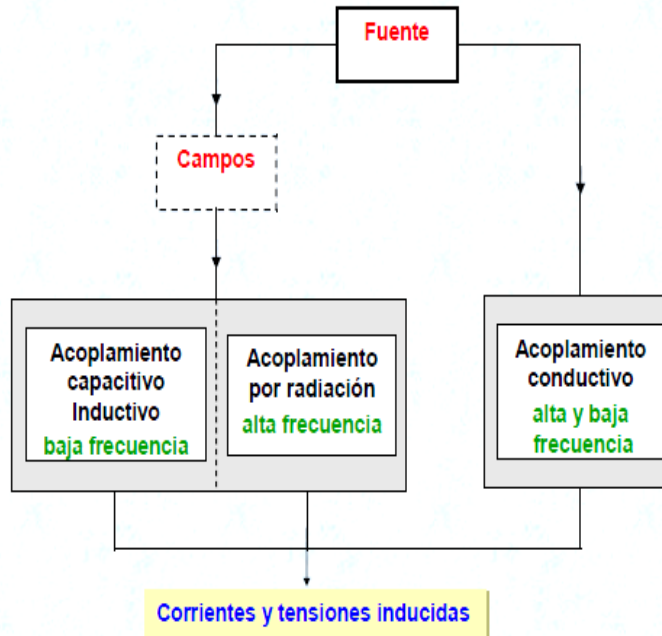 Fuente
Campos
Acoplamiento
capacitivo
Inductivo
baja frecuencia
Acoplamiento
por radiación
alta frecuencia
Acoplamiento
conductivo
alta y baja
frecuencia
Corrientes y tensiones inducidas